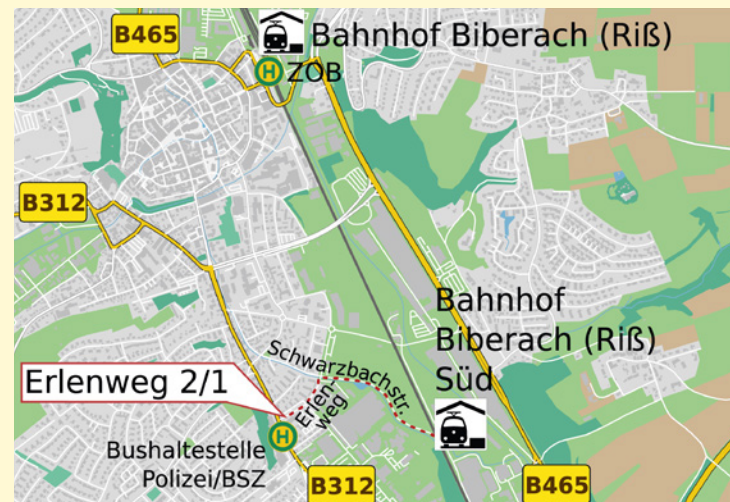 B465
Bahnhof Biberach (Riß)
H ZOB
B312
Bahnhof
Biberach (Riß)
Süd
Schwarzbachstr.
Erlenweg 2/1
Erlen-
weg
H
Bushaltestelle
Polizei/BSZ
B312
B465